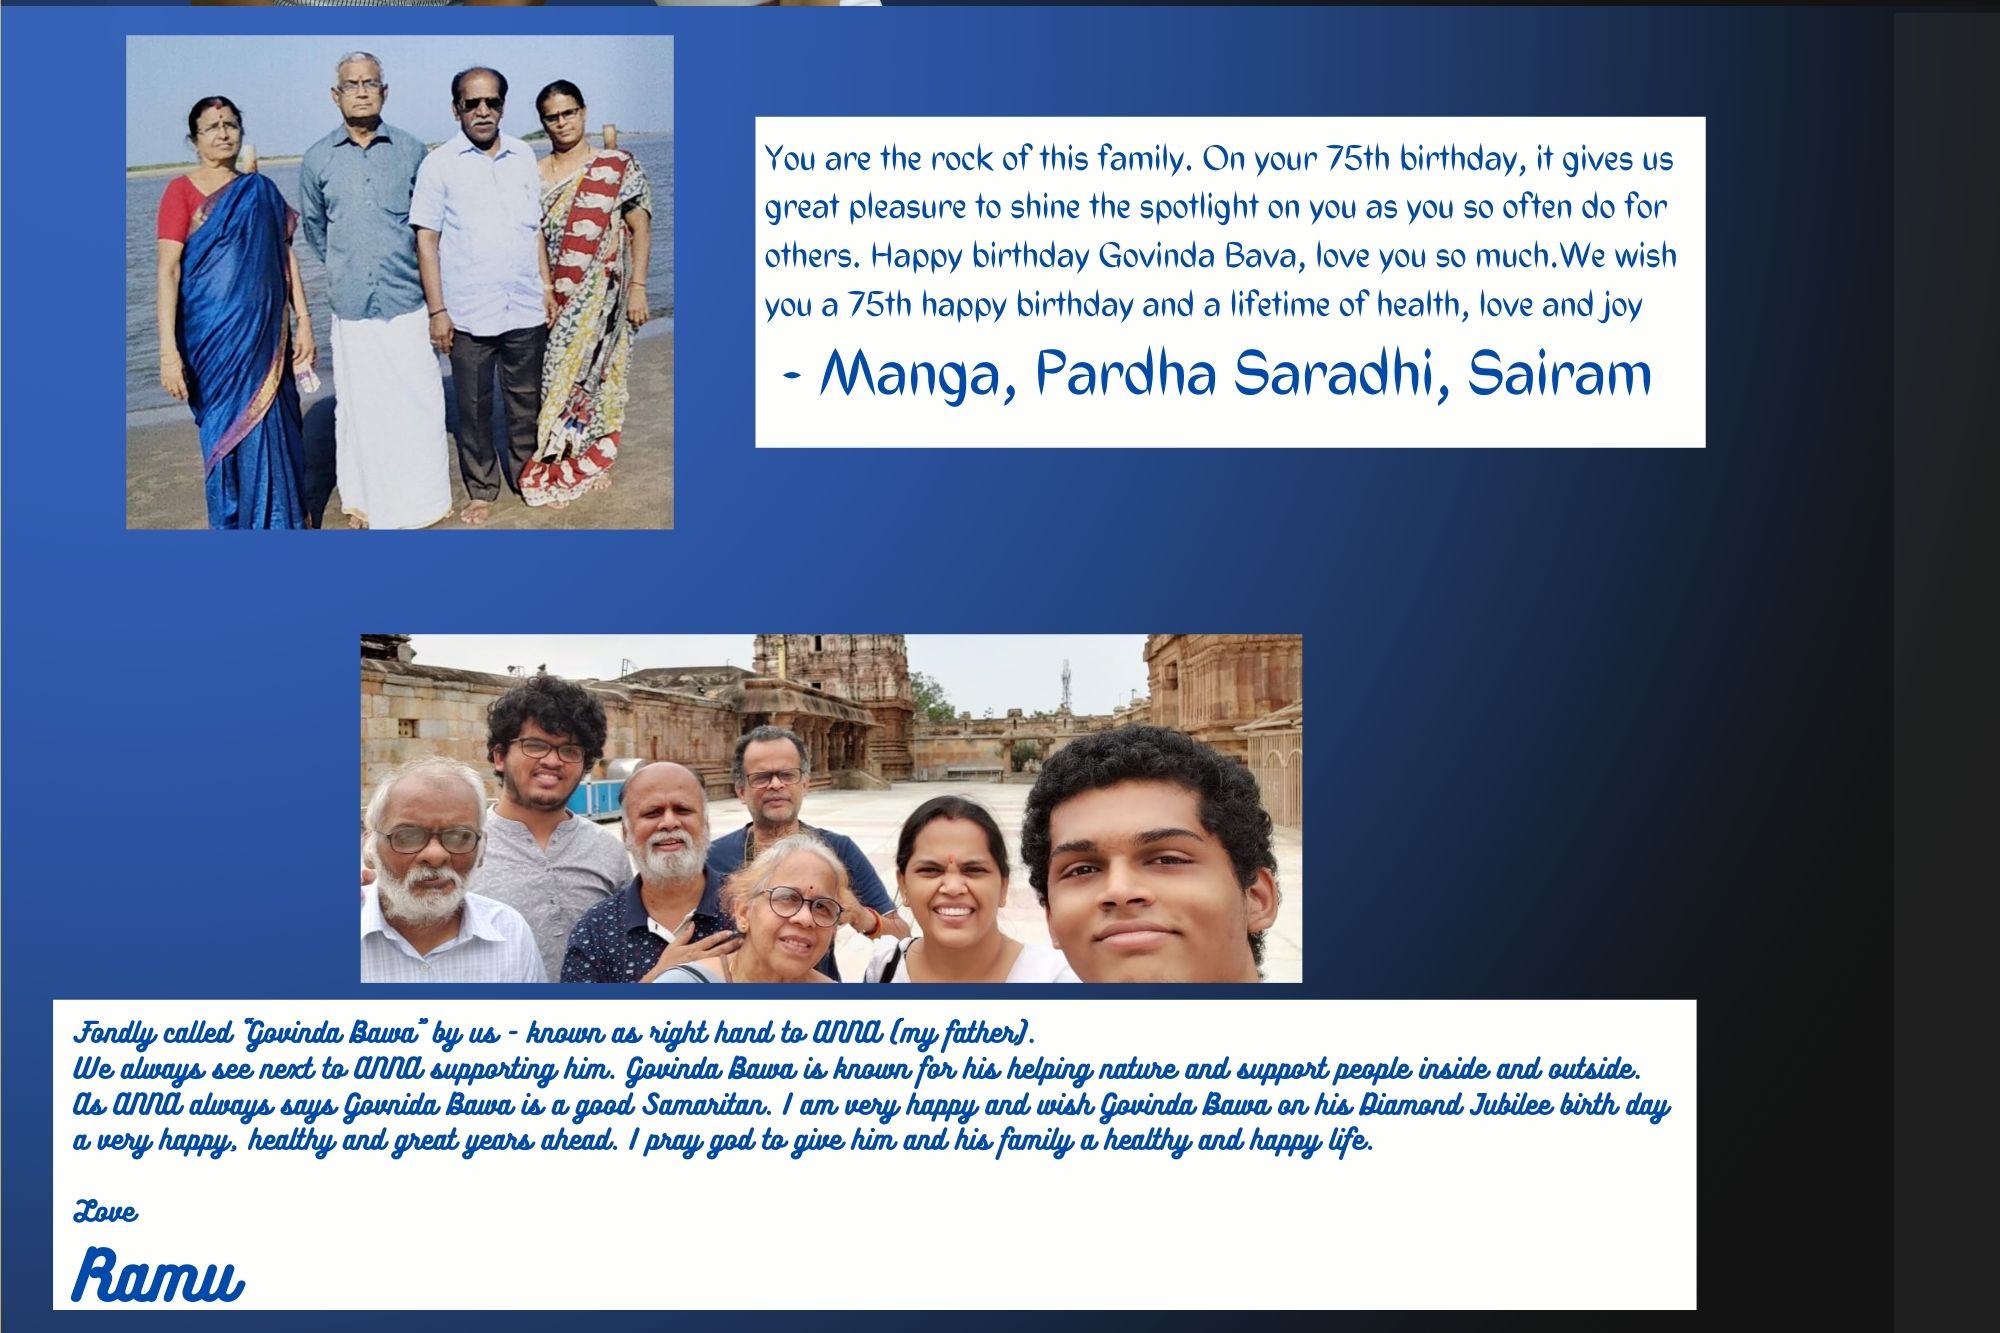 You are the rock of this family. On your 75th birthday, it gives us
great pleasure to shine the spotlight on you as you so often do for
others. Happy birthday Govinda Bava, love you so much.We wish
you a 75th happy birthday and a lifetime of health, love and joy
- Manga, Pardha Saradhi, Sairam
Fondly called "Govinda Bawa" by us - known as right hand to ANNA (my father).
We always see next to ANNA supporting him. Govinda Bawa is known for his helping nature and support people inside and outside.
As ANNA always says Govnida Bawa is a good Samaritan. I am very happy and wish Govinda Bawa on his Diamond Jubilee birth day
a very happy, healthy and great years ahead. I pray god to give him and his family a healthy and happy life.
Love
Ramu